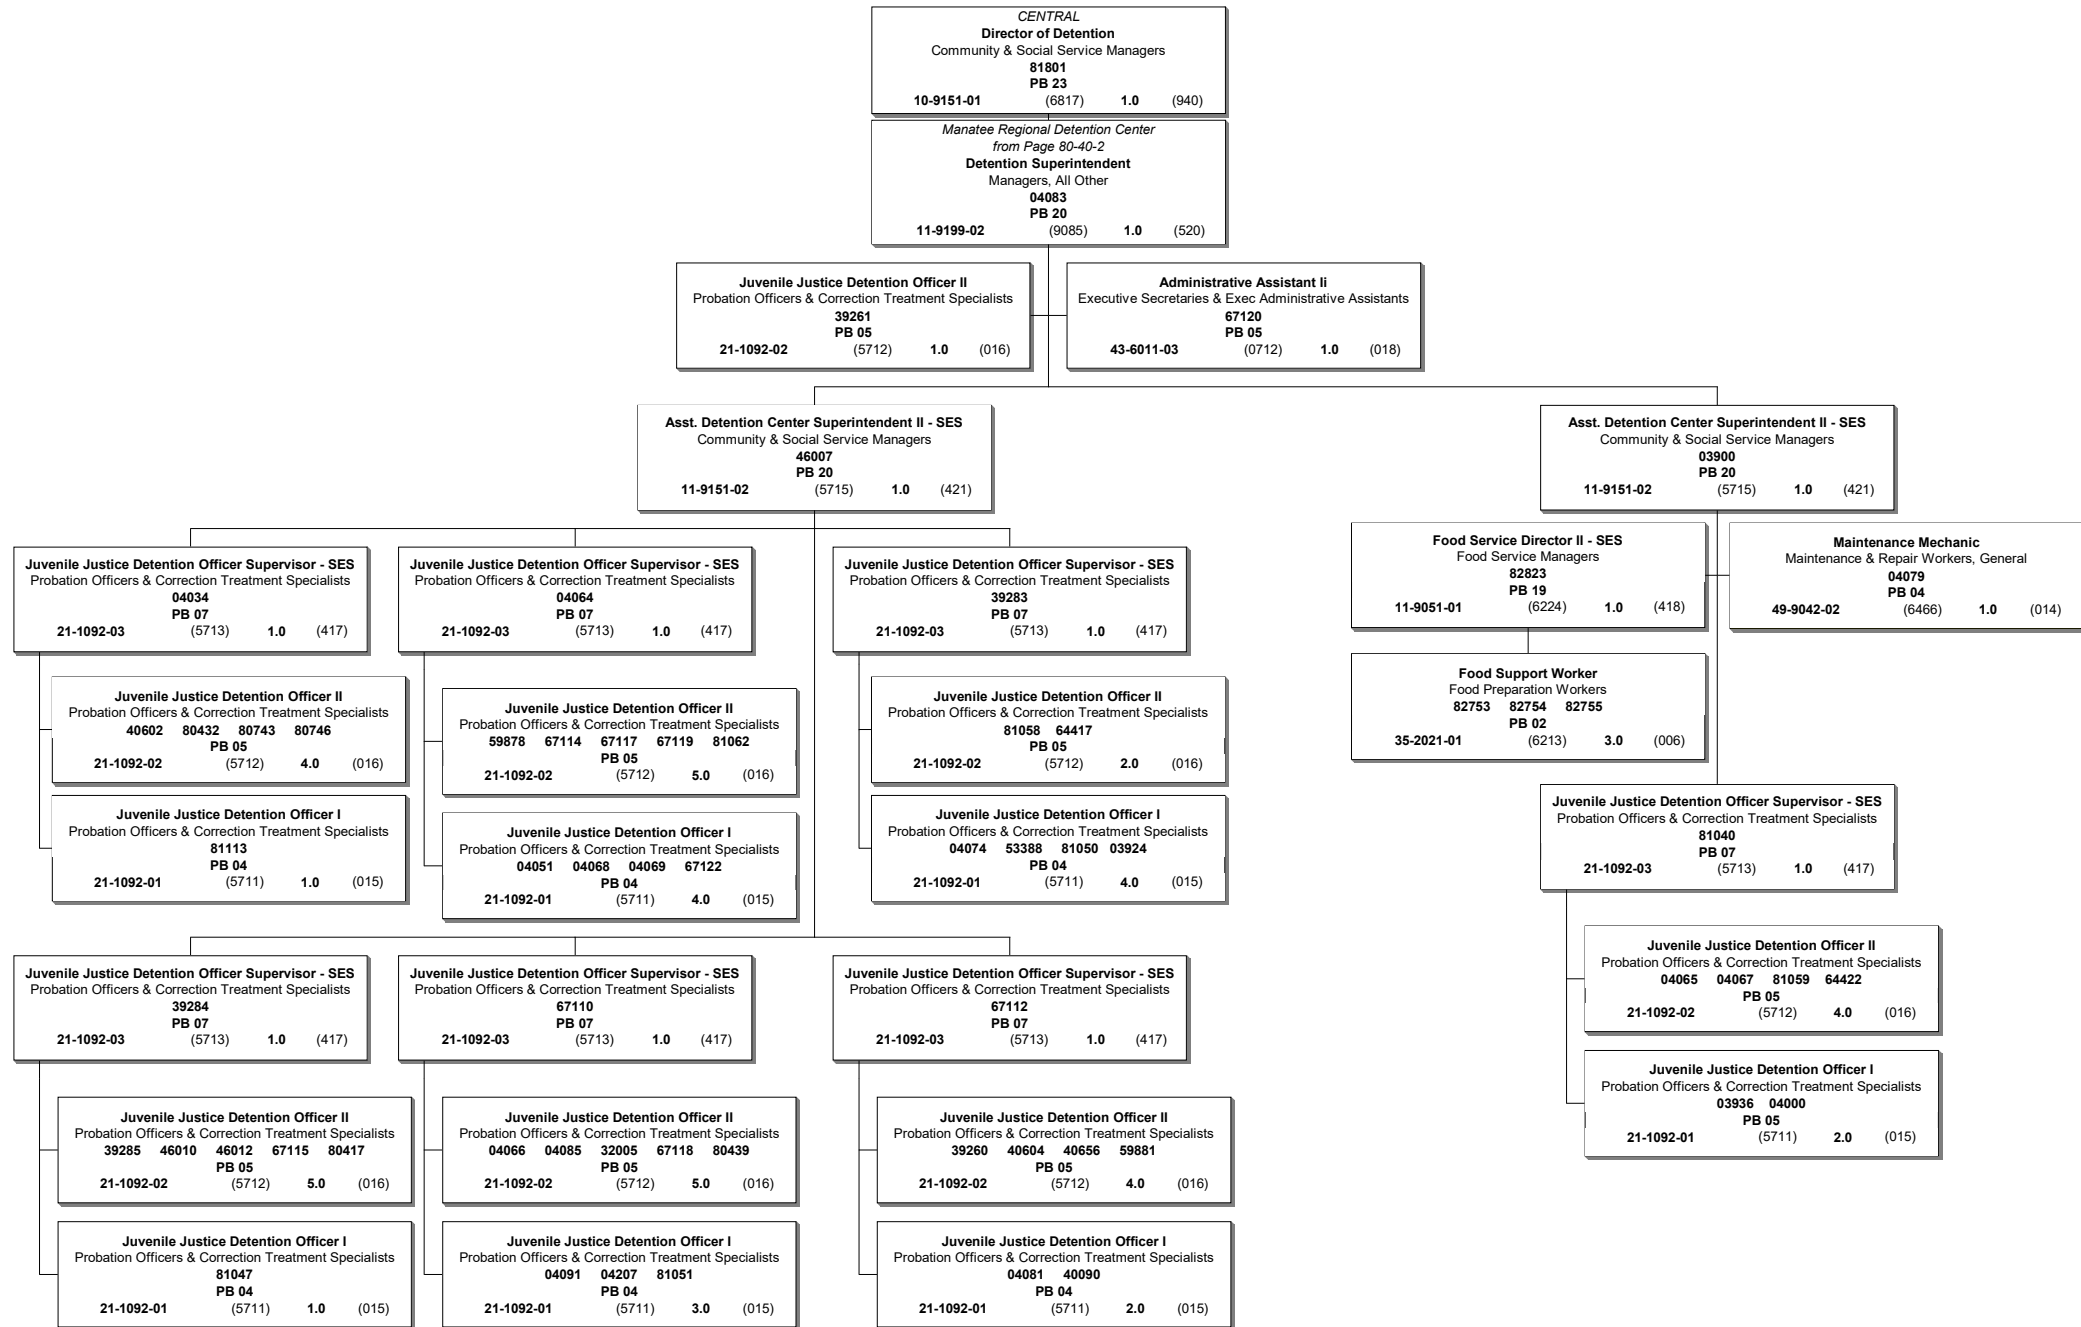 CENTRAL
Director of Detention
Community & Social Service Managers
81801
PB 23
10-9151-01 (6817) 1.0 (940)
Manatee Regional Detention Center
from Page 80-40-2
Detention Superintendent
Managers, All Other
04083
PB 20
11-9199-02 (9085) 1.0 (520)
Juvenile Justice Detention Officer II
Probation Officers & Correction Treatment Specialists
39261
PB 05
21-1092-02 (5712) 1.0 (016)
Administrative Assistant Ii
Executive Secretaries & Exec Administrative Assistants
67120
PB 05
43-6011-03 (0712) 1.0 (018)
Asst. Detention Center Superintendent II - SES
Community & Social Service Managers
46007
PB 20
11-9151-02 (5715) 1.0 (421)
Asst. Detention Center Superintendent II - SES
Community & Social Service Managers
03900
PB 20
11-9151-02 (5715) 1.0 (421)
Juvenile Justice Detention Officer Supervisor - SES
Probation Officers & Correction Treatment Specialists
04034
PB 07
21-1092-03 (5713) 1.0 (417)
Juvenile Justice Detention Officer Supervisor - SES
Probation Officers & Correction Treatment Specialists
04064
PB 07
21-1092-03 (5713) 1.0 (417)
Juvenile Justice Detention Officer Supervisor - SES
Probation Officers & Correction Treatment Specialists
39283
PB 07
21-1092-03 (5713) 1.0 (417)
Food Service Director II - SES
Food Service Managers
82823
PB 19
11-9051-01 (6224) 1.0 (418)
Maintenance Mechanic
Maintenance & Repair Workers, General
04079
PB 04
49-9042-02 (6466) 1.0 (014)
Juvenile Justice Detention Officer II
Probation Officers & Correction Treatment Specialists
40602 80432 80743 80746
PB 05
21-1092-02 (5712) 4.0 (016)
Juvenile Justice Detention Officer II
Probation Officers & Correction Treatment Specialists
59878 67114 67117 67119 81062
PB 05
21-1092-02 (5712) 5.0 (016)
Juvenile Justice Detention Officer II
Probation Officers & Correction Treatment Specialists
81058 64417
PB 05
21-1092-02 (5712) 2.0 (016)
Food Support Worker
Food Preparation Workers
82753 82754 82755
PB 02
35-2021-01 (6213) 3.0 (006)
Juvenile Justice Detention Officer I
Probation Officers & Correction Treatment Specialists
81113
PB 04
21-1092-01 (5711) 1.0 (015)
Juvenile Justice Detention Officer I
Probation Officers & Correction Treatment Specialists
04051 04068 04069 67122
PB 04
21-1092-01 (5711) 4.0 (015)
Juvenile Justice Detention Officer I
Probation Officers & Correction Treatment Specialists
04074 53388 81050 03924
PB 04
21-1092-01 (5711) 4.0 (015)
Juvenile Justice Detention Officer Supervisor - SES
Probation Officers & Correction Treatment Specialists
81040
PB 07
21-1092-03 (5713) 1.0 (417)
Juvenile Justice Detention Officer Supervisor - SES
Probation Officers & Correction Treatment Specialists
39284
PB 07
21-1092-03 (5713) 1.0 (417)
Juvenile Justice Detention Officer Supervisor - SES
Probation Officers & Correction Treatment Specialists
67110
PB 07
21-1092-03 (5713) 1.0 (417)
Juvenile Justice Detention Officer Supervisor - SES
Probation Officers & Correction Treatment Specialists
67112
PB 07
21-1092-03 (5713) 1.0 (417)
Juvenile Justice Detention Officer II
Probation Officers & Correction Treatment Specialists
04065 04067 81059 64422
PB 05
21-1092-02 (5712) 4.0 (016)
Juvenile Justice Detention Officer I
Probation Officers & Correction Treatment Specialists
03936 04000
PB 05
21-1092-01 (5711) 2.0 (015)
Juvenile Justice Detention Officer II
Probation Officers & Correction Treatment Specialists
39285 46010 46012 67115 80417
PB 05
21-1092-02 (5712) 5.0 (016)
Juvenile Justice Detention Officer II
Probation Officers & Correction Treatment Specialists
04066 04085 32005 67118 80439
PB 05
21-1092-02 (5712) 5.0 (016)
Juvenile Justice Detention Officer II
Probation Officers & Correction Treatment Specialists
39260 40604 40656 59881
PB 05
21-1092-02 (5712) 4.0 (016)
Juvenile Justice Detention Officer I
Probation Officers & Correction Treatment Specialists
81047
PB 04
21-1092-01 (5711) 1.0 (015)
Juvenile Justice Detention Officer I
Probation Officers & Correction Treatment Specialists
04091 04207 81051
PB 04
21-1092-01 (5711) 3.0 (015)
Juvenile Justice Detention Officer I
Probation Officers & Correction Treatment Specialists
04081 40090
PB 04
21-1092-01 (5711) 2.0 (015)